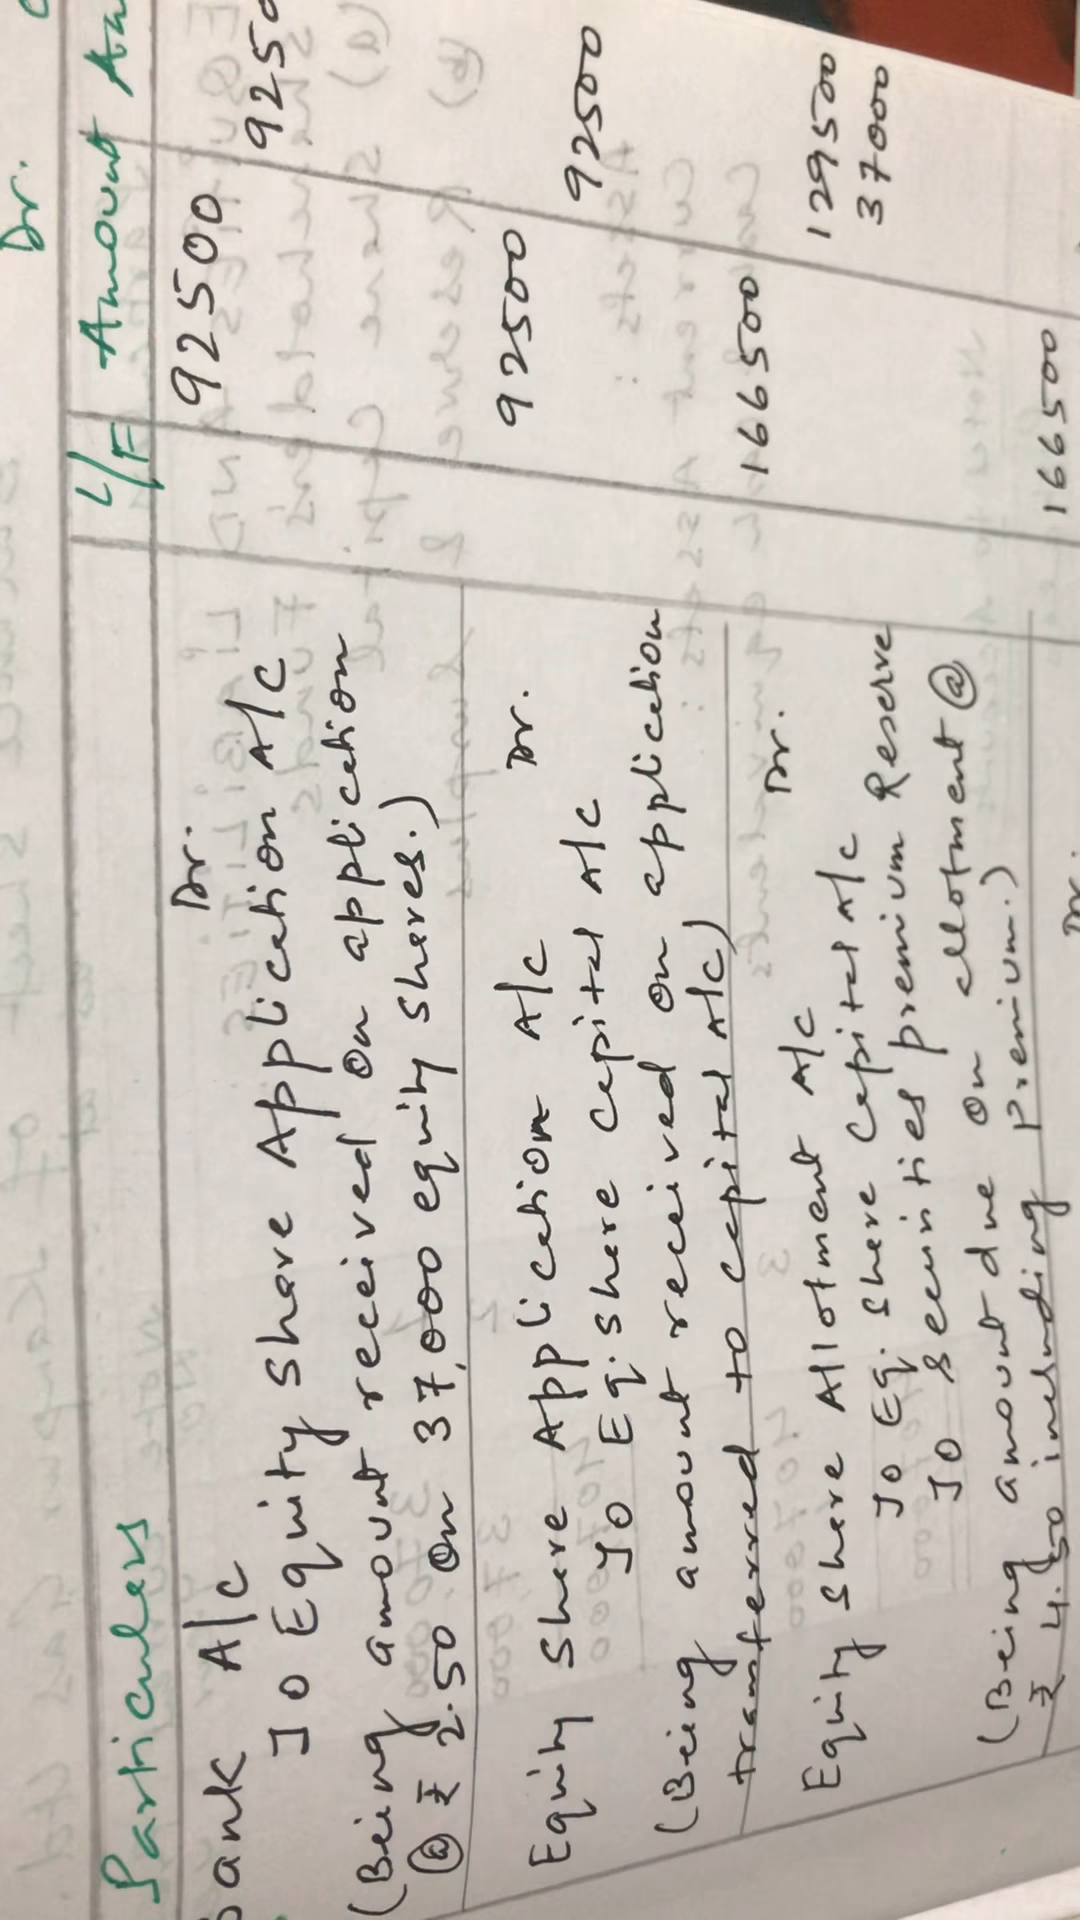 Dr.
Particulars L/F Amount
Bank A/c Dr. 92500
To Equity share Application A/c 9250
(Being amount received on application
@ ₹ 2.50 on 37,000 equity shares.)
Equity share Application A/c Dr. 92500
To Eq. share capital A/c 92500
(Being amount received on application
transferred to capital A/c)
Equity share Allotment A/c Dr. 166500
To Eq. share capital A/c 129500
To securities premium Reserve 37000
(Being amount due on allotment @
₹ 4.50 including premium.)
Dr. 166500